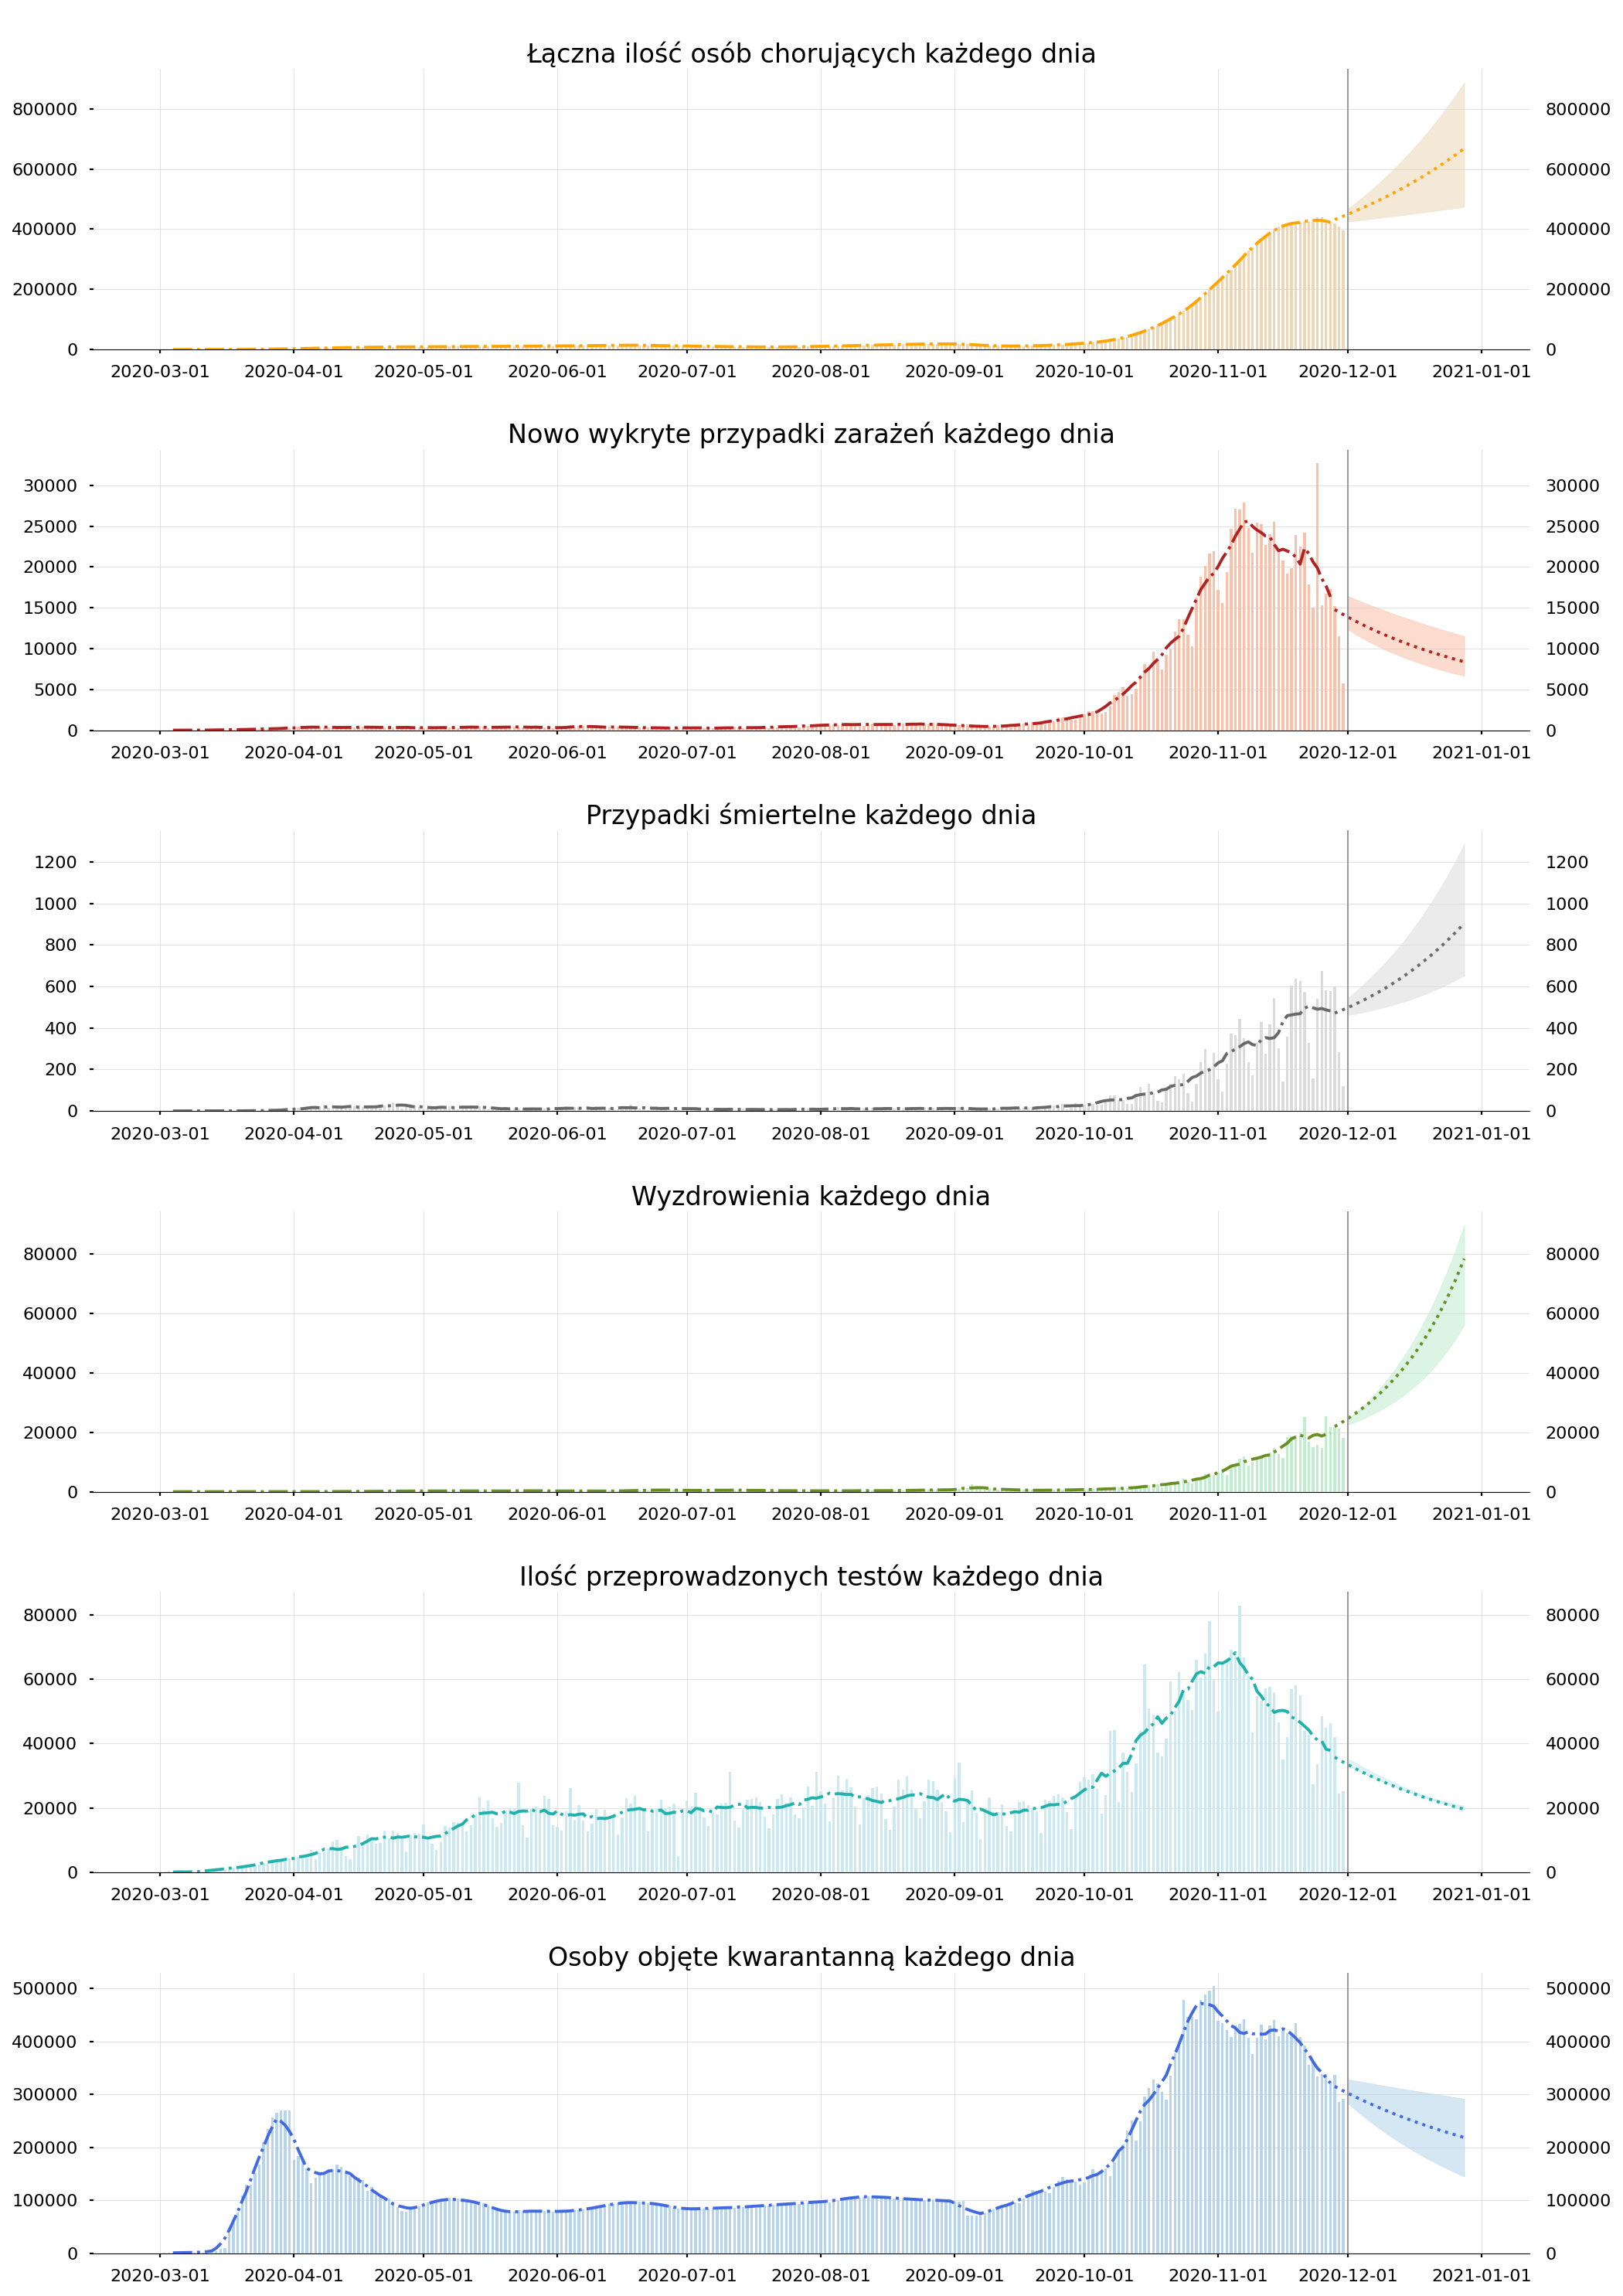 Łączna ilość osób chorujących każdego dnia
800000 800000
600000 600000
400000 400000
200000 200000
0 0
2020-03-01 2020-04-01 2020-05-01 2020-06-01 2020-07-01 2020-08-01 2020-09-01 2020-10-01 2020-11-01 2020-12-01 2021-01-01
Nowo wykryte przypadki zarażeń każdego dnia
30000 30000
25000 25000
20000 20000
15000 15000
10000 10000
5000 5000
0 0
2020-03-01 2020-04-01 2020-05-01 2020-06-01 2020-07-01 2020-08-01 2020-09-01 2020-10-01 2020-11-01 2020-12-01 2021-01-01
Przypadki śmiertelne każdego dnia
1200 1200
1000 1000
800 800
600 600
400 400
200 200
0 0
2020-03-01 2020-04-01 2020-05-01 2020-06-01 2020-07-01 2020-08-01 2020-09-01 2020-10-01 2020-11-01 2020-12-01 2021-01-01
Wyzdrowienia każdego dnia
80000 80000
60000 60000
40000 40000
20000 20000
0 0
2020-03-01 2020-04-01 2020-05-01 2020-06-01 2020-07-01 2020-08-01 2020-09-01 2020-10-01 2020-11-01 2020-12-01 2021-01-01
Ilość przeprowadzonych testów każdego dnia
80000 80000
60000 60000
40000 40000
20000 20000
0 0
2020-03-01 2020-04-01 2020-05-01 2020-06-01 2020-07-01 2020-08-01 2020-09-01 2020-10-01 2020-11-01 2020-12-01 2021-01-01
Osoby objęte kwarantanną każdego dnia
500000 500000
400000 400000
300000 300000
200000 200000
100000 100000
0 0
2020-03-01 2020-04-01 2020-05-01 2020-06-01 2020-07-01 2020-08-01 2020-09-01 2020-10-01 2020-11-01 2020-12-01 2021-01-01